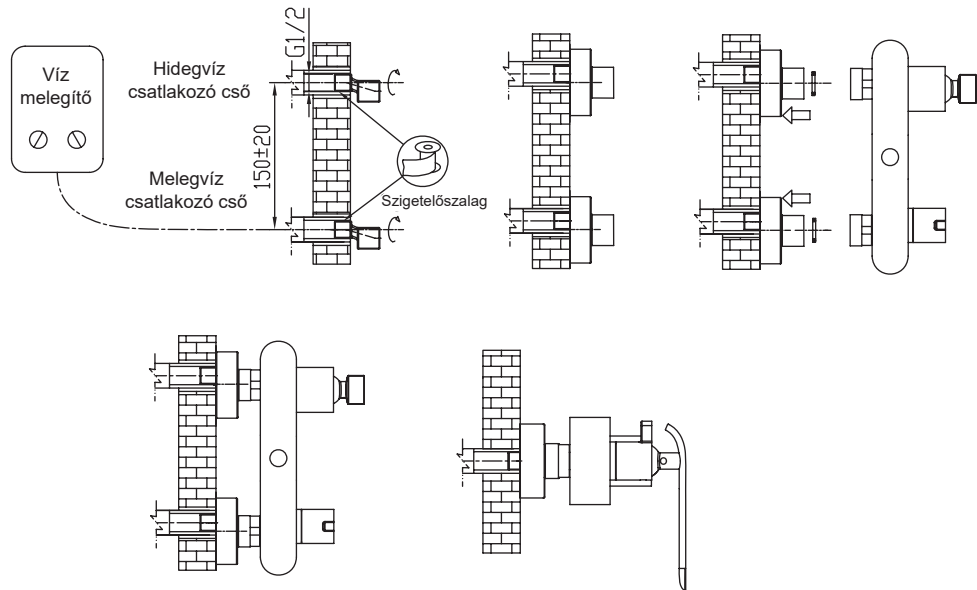 Víz
melegítő
Hidegvíz
csatlakozó cső
G1/2
150±20
Melegvíz
csatlakozó cső
Szigetelőszalag